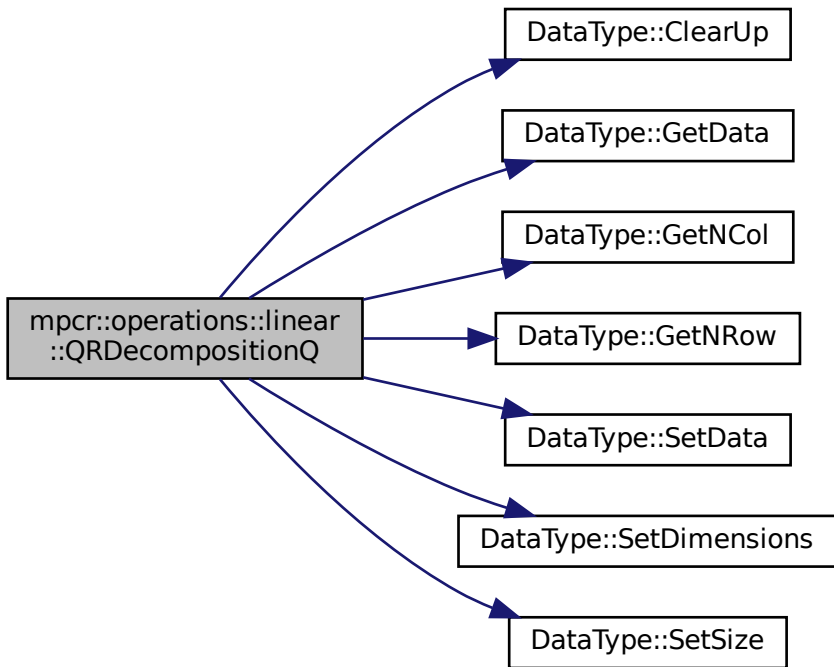 mpcr::operations::linear
::QRDecompositionQ
DataType::ClearUp
DataType::GetData
DataType::GetNCol
DataType::GetNRow
DataType::SetData
DataType::SetDimensions
DataType::SetSize